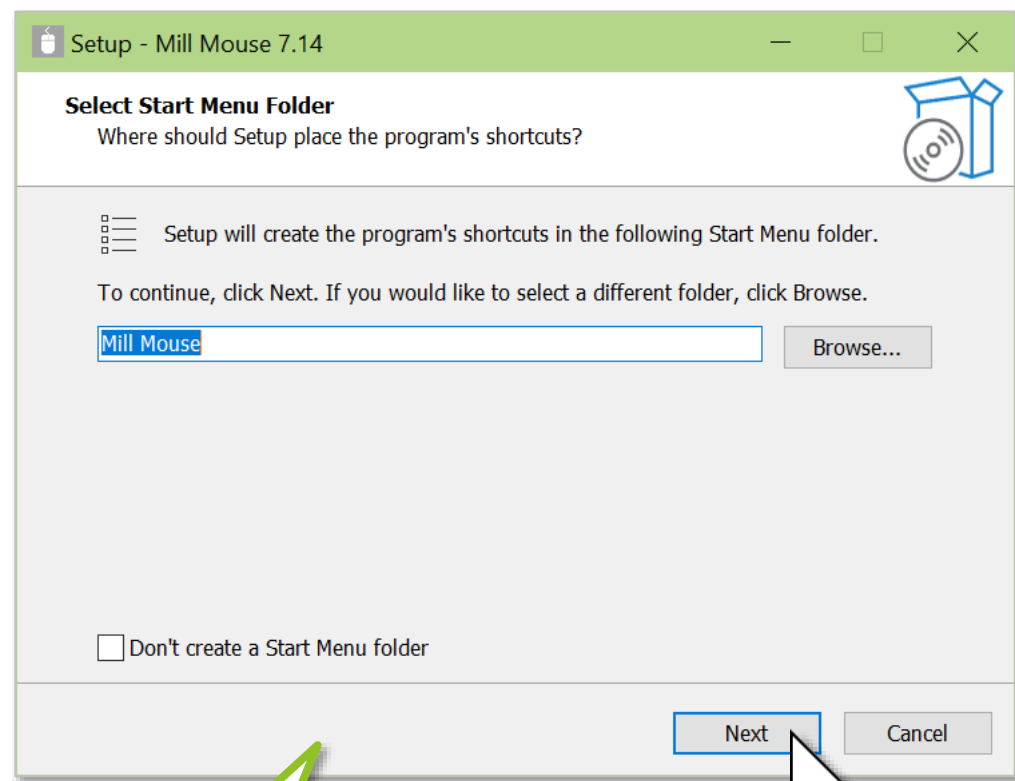 Setup - Mill Mouse 7.14
Select Start Menu Folder
Where should Setup place the program's shortcuts?
Setup will create the program's shortcuts in the following Start Menu folder.
To continue, click Next. If you would like to select a different folder, click Browse.
Mill Mouse
Browse...
Don't create a Start Menu folder
Next
Cancel